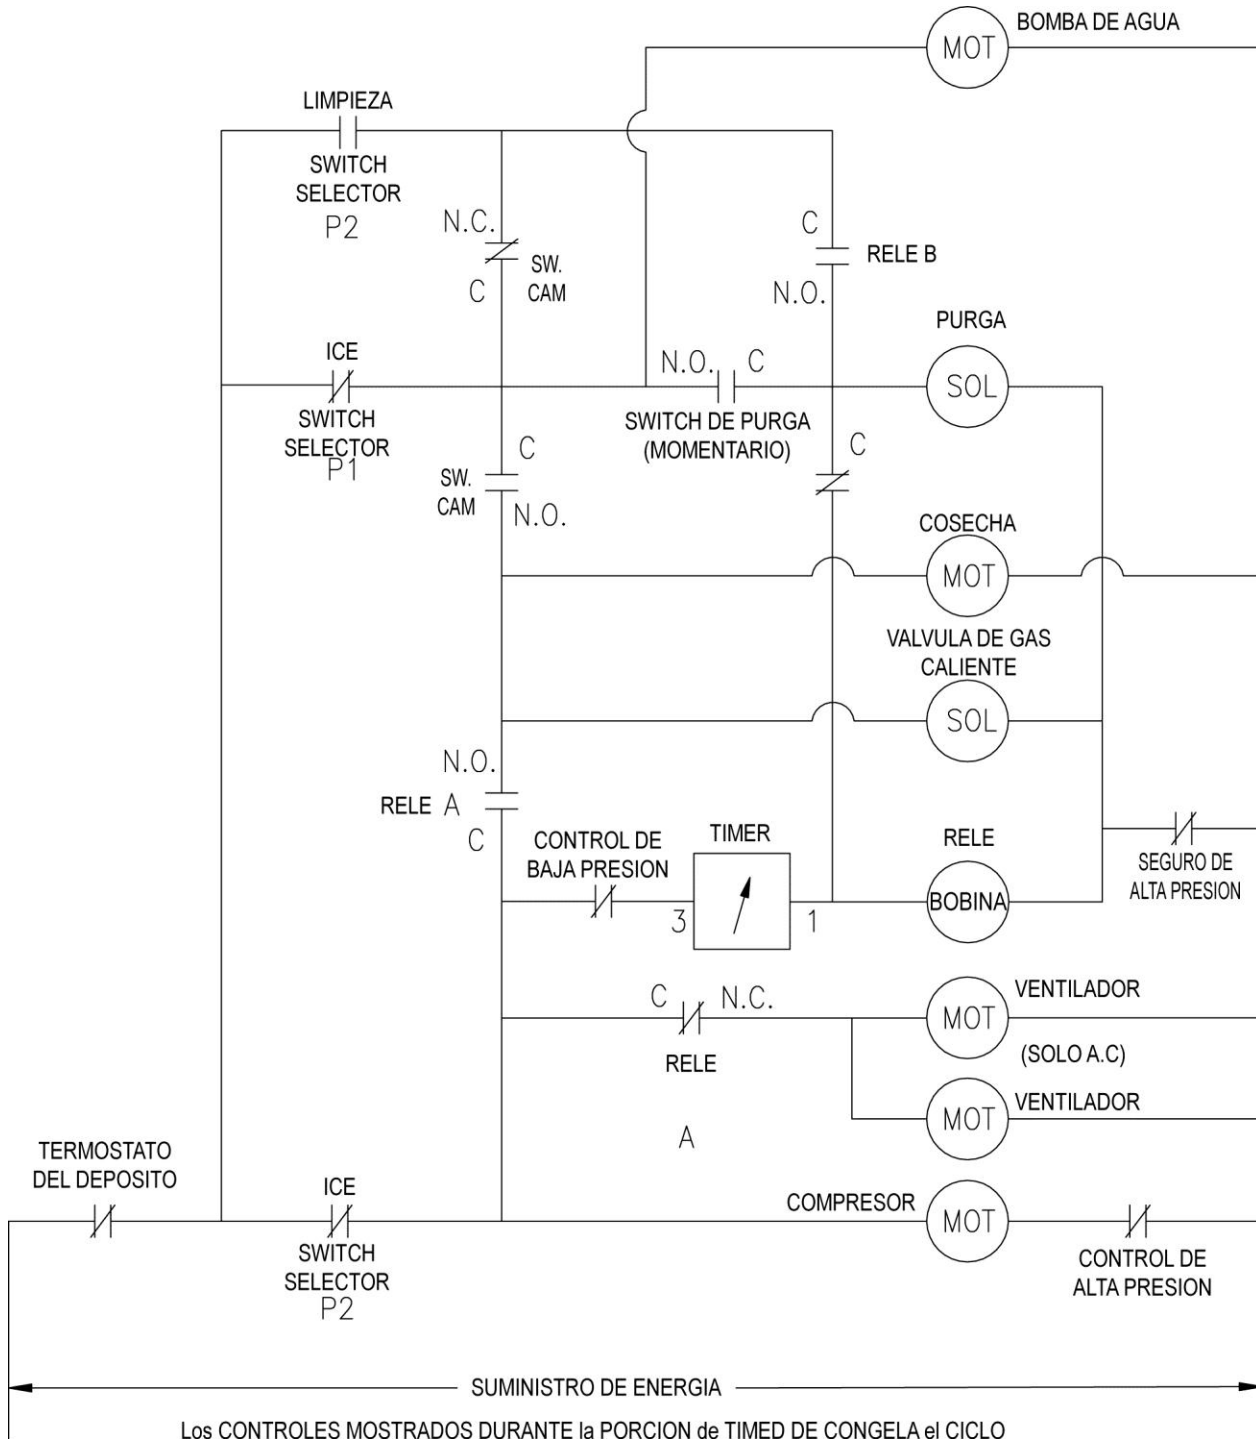 BOMBA DE AGUA
MOT
LIMPIEZA
SWITCH
SELECTOR
P2
N.C.
C
SW.
CAM
C
RELE B
N.O.
PURGA
SOL
ICE
SWITCH
SELECTOR
P1
N.O. C
SWITCH DE PURGA
(MOMENTARIO)
C
SW.
CAM
N.O.
C
COSECHA
MOT
VALVULA DE GAS
CALIENTE
SOL
N.O.
RELE A
C
CONTROL DE
BAJA PRESION
TIMER
3
1
RELE
BOBINA
SEGURO DE
ALTA PRESION
C N.C.
RELE
A
MOT
VENTILADOR
(SOLO A.C)
MOT
VENTILADOR
TERMOSTATO
DEL DEPOSITO
ICE
SWITCH
SELECTOR
P2
COMPRESOR
MOT
CONTROL DE
ALTA PRESION
SUMINISTRO DE ENERGIA
Los CONTROLES MOSTRADOS DURANTE la PORCION de TIMED DE CONGELA el CICLO